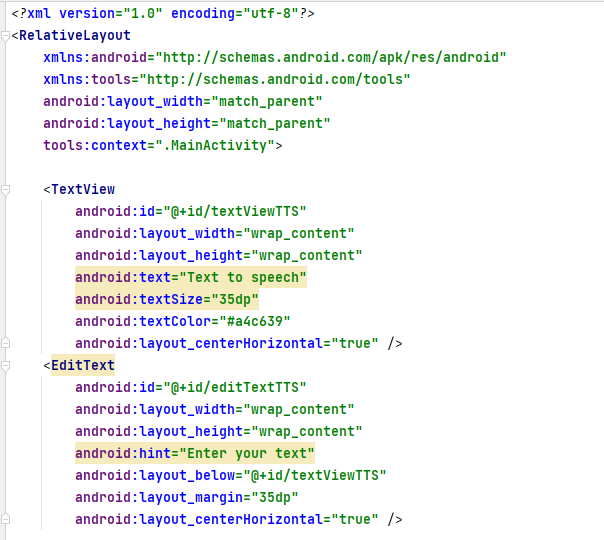 <?xml version="1.0" encoding="utf-8"?>
<RelativeLayout
    xmlns:android="http://schemas.android.com/apk/res/android"
    xmlns:tools="http://schemas.android.com/tools"
    android:layout_width="match_parent"
    android:layout_height="match_parent"
    tools:context=".MainActivity">

    <TextView
        android:id="@+id/textViewTTS"
        android:layout_width="wrap_content"
        android:layout_height="wrap_content"
        android:text="Text to speech"
        android:textSize="35dp"
        android:textColor="#a4c639"
        android:layout_centerHorizontal="true" />
    <EditText
        android:id="@+id/editTextTTS"
        android:layout_width="wrap_content"
        android:layout_height="wrap_content"
        android:hint="Enter your text"
        android:layout_below="@+id/textViewTTS"
        android:layout_margin="35dp"
        android:layout_centerHorizontal="true" />